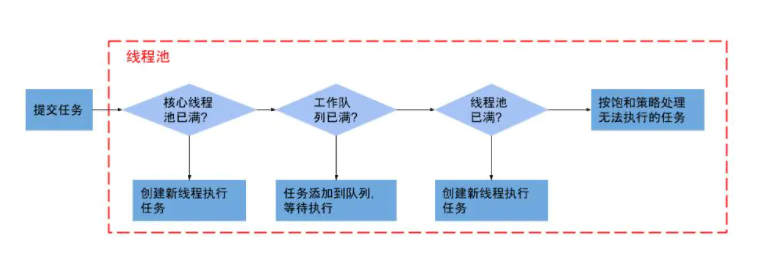 线程池
提交任务
核心线程
池已满?
工作队
列已满?
线程池
已满?
按饱和策略处理
无法执行的任务
创建新线程执行
任务
任务添加到队列,
等待执行
创建新线程执行
任务